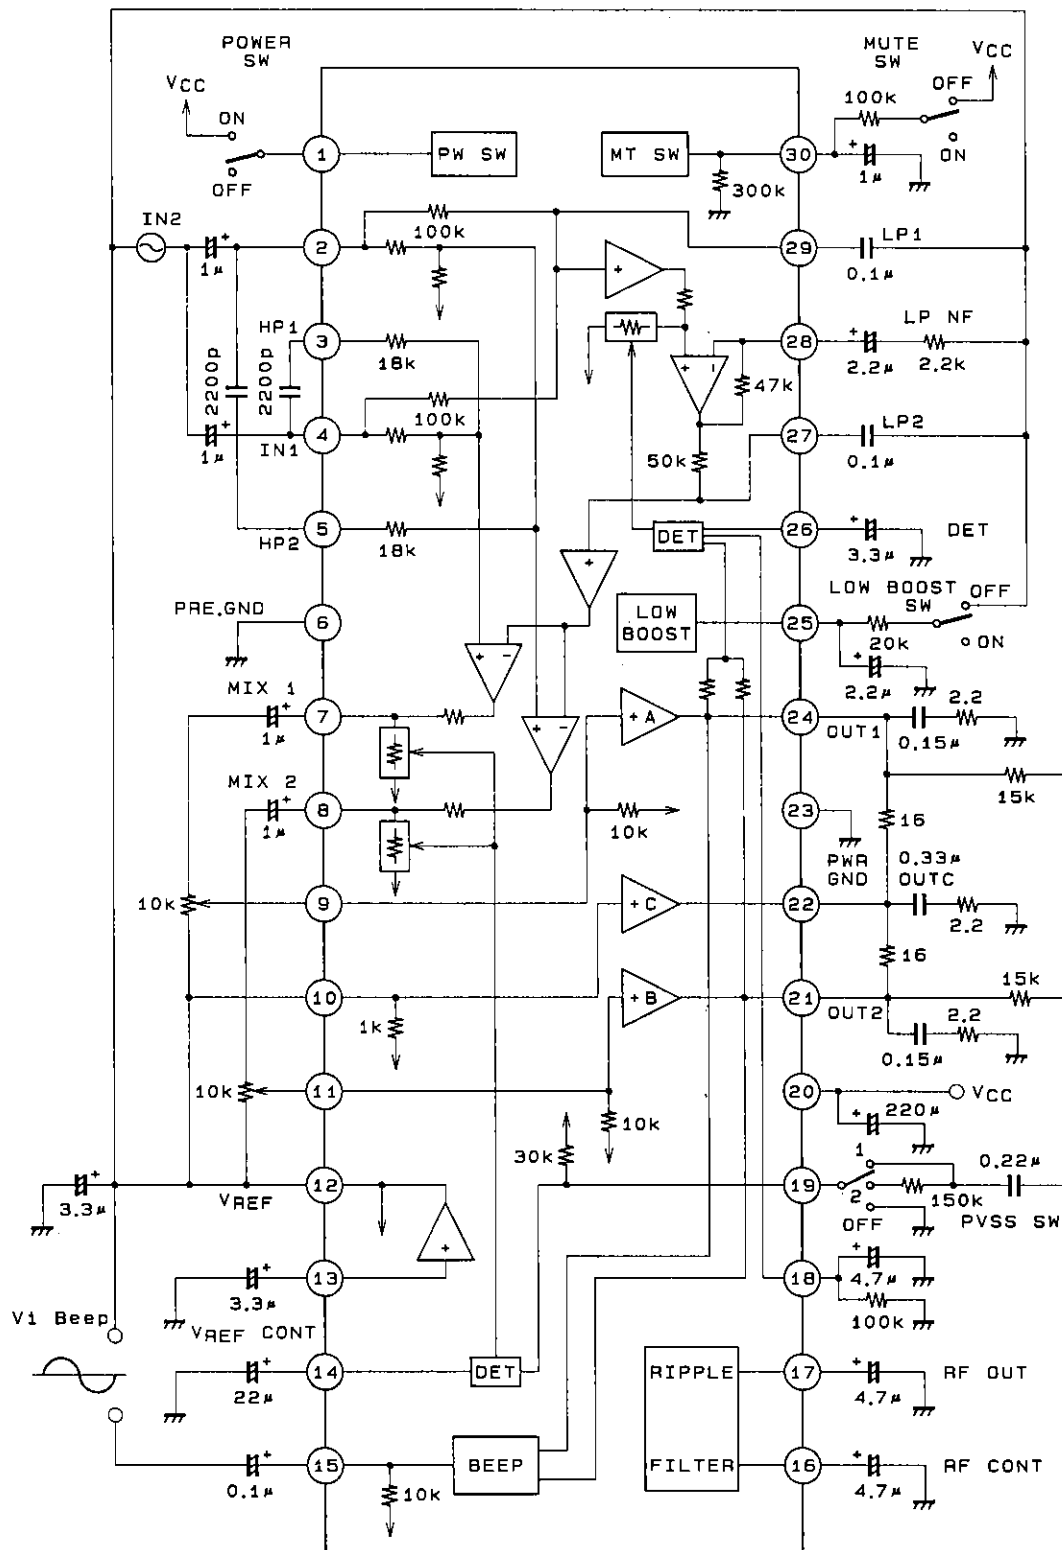 POWER
SW
VCC
ON
OFF
MUTE
SW
VCC
OFF
100k
ON
1μ
1
PW SW
MT SW
30
300k
IN2
1μ
2
100k
29
LP1
0.1μ
HP1
3
18k
28
LP NF
2.2μ
2.2k
2200p
2200p
47k
100k
1μ
IN1
4
50k
27
LP2
0.1μ
HP2
5
18k
DET
26
3.3μ
DET
PRE.GND
6
LOW
BOOST
25
LOW BOOST
SW
OFF
20k
ON
2.2μ
MIX 1
1μ
7
A
24
OUT1
0.15μ
2.2
15k
MIX 2
1μ
8
10k
23
PWR
GND
16
0.33μ
OUTC
10k
9
C
22
2.2
16
10
1k
B
21
OUT2
15k
0.15μ
2.2
10k
11
10k
20
VCC
220μ
30k
3.3μ
VREF
12
19
1
2
OFF
150k
0.22μ
PVSS SW
3.3μ
13
18
4.7μ
100k
Vi Beep
VREF CONT
22μ
14
DET
RIPPLE
17
4.7μ
RF OUT
0.1μ
15
10k
BEEP
FILTER
16
4.7μ
RF CONT